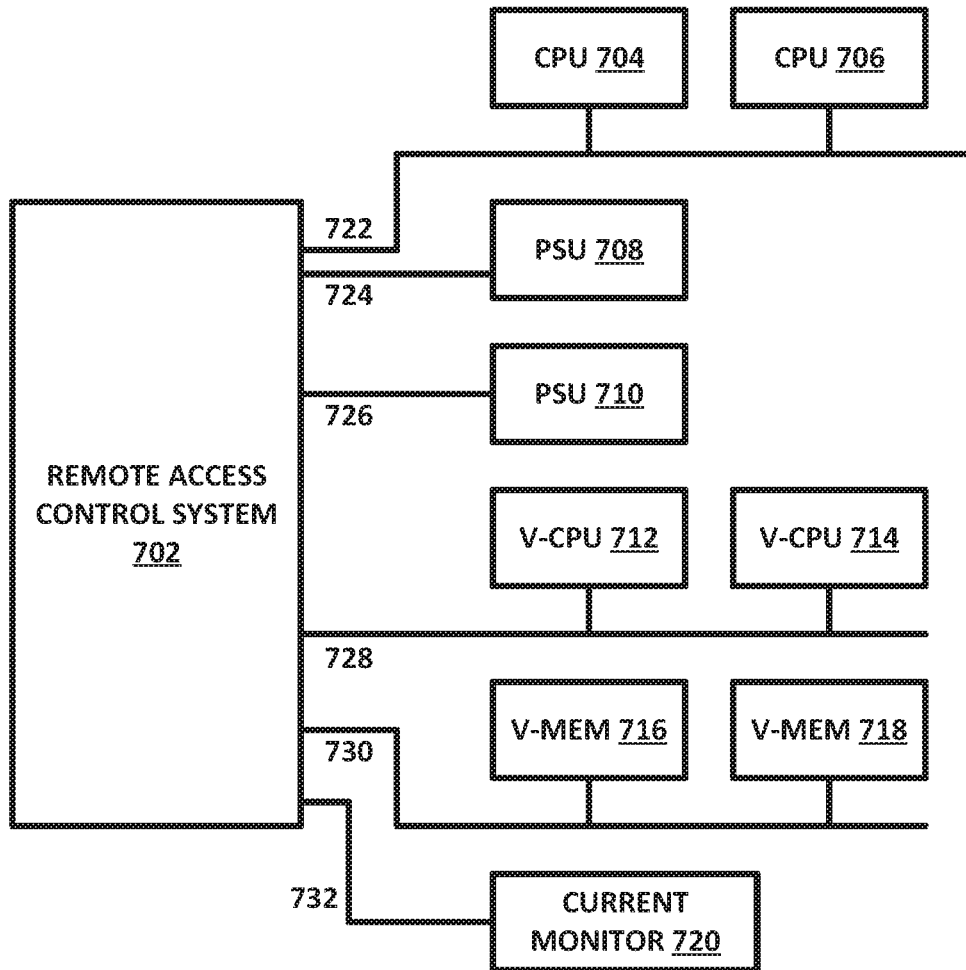 CPU 704
CPU 706
722
PSU 708
724
PSU 710
726
REMOTE ACCESS
CONTROL SYSTEM
702
V-CPU 712
V-CPU 714
728
V-MEM 716
V-MEM 718
730
732
CURRENT
MONITOR 720